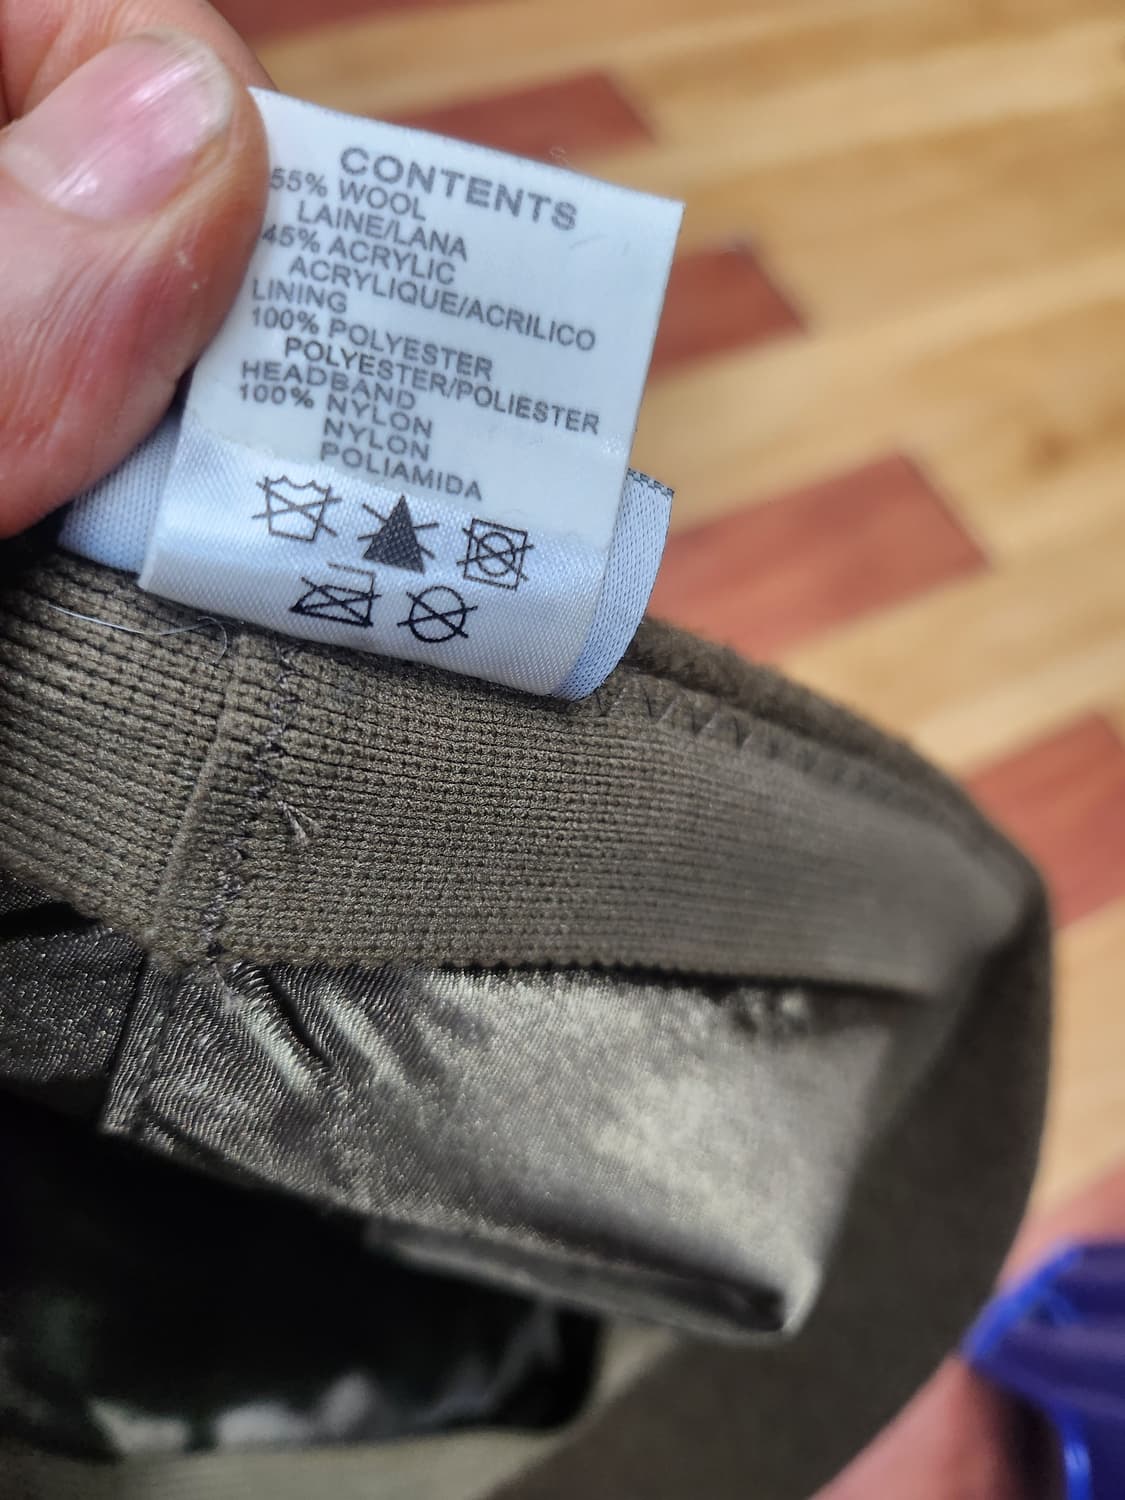 CONTENTS
55% WOOL
LAINE/LANA
45% ACRYLIC
ACRYLIQUE/ACRILICO
LINING
100% POLYESTER
POLYESTER/POLIESTER
HEADBAND
100% NYLON
NYLON
POLIAMIDA